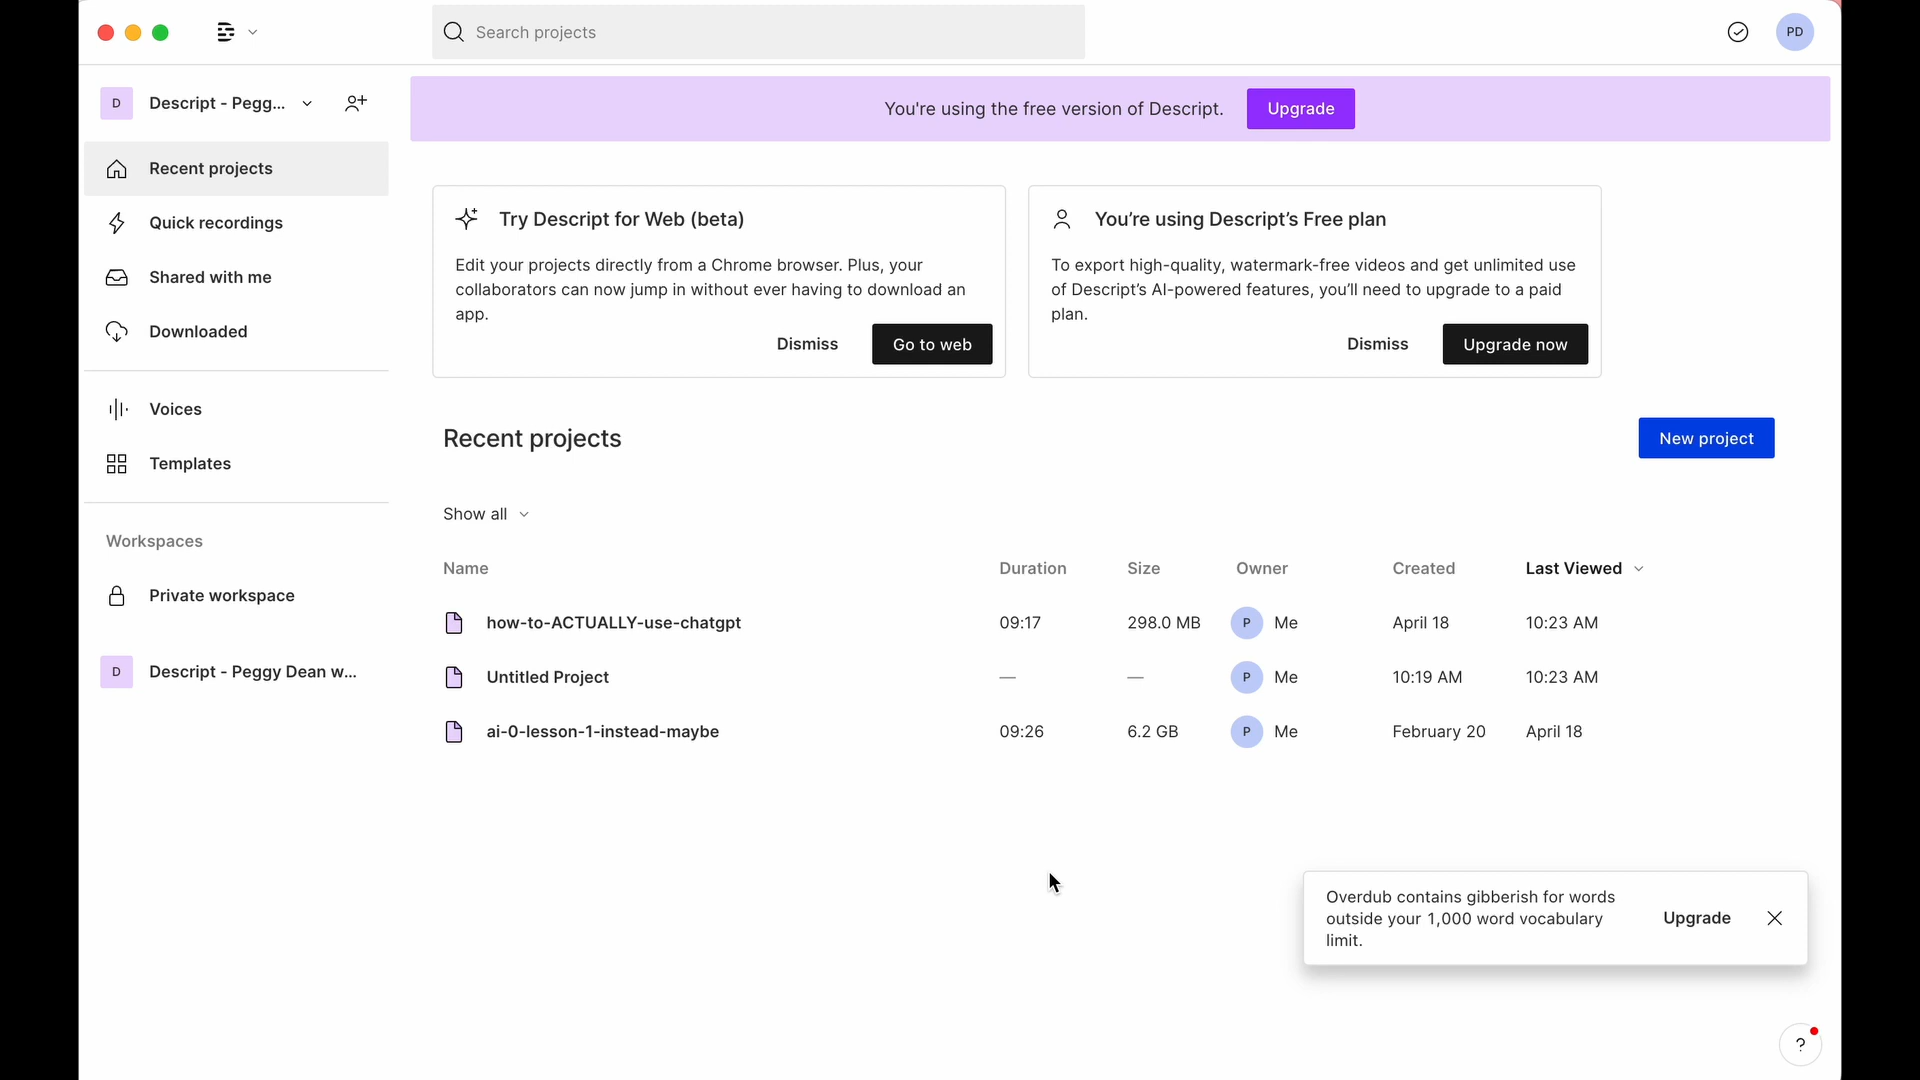 Search projects
PD
D
Descript - Pegg...
You're using the free version of Descript.
Upgrade
Recent projects
Quick recordings
Shared with me
Downloaded
Voices
Templates
Workspaces
Private workspace
D
Descript - Peggy Dean w...
Try Descript for Web (beta)
Edit your projects directly from a Chrome browser. Plus, your
collaborators can now jump in without ever having to download an
app.
Dismiss
Go to web
You’re using Descript’s Free plan
To export high-quality, watermark-free videos and get unlimited use
of Descript’s AI-powered features, you’ll need to upgrade to a paid
plan.
Dismiss
Upgrade now
Recent projects
New project
Show all
Name Duration Size Owner Created Last Viewed
how-to-ACTUALLY-use-chatgpt 09:17 298.0 MB P Me April 18 10:23 AM
Untitled Project — — P Me 10:19 AM 10:23 AM
ai-0-lesson-1-instead-maybe 09:26 6.2 GB P Me February 20 April 18
Overdub contains gibberish for words
outside your 1,000 word vocabulary
limit.
Upgrade
?